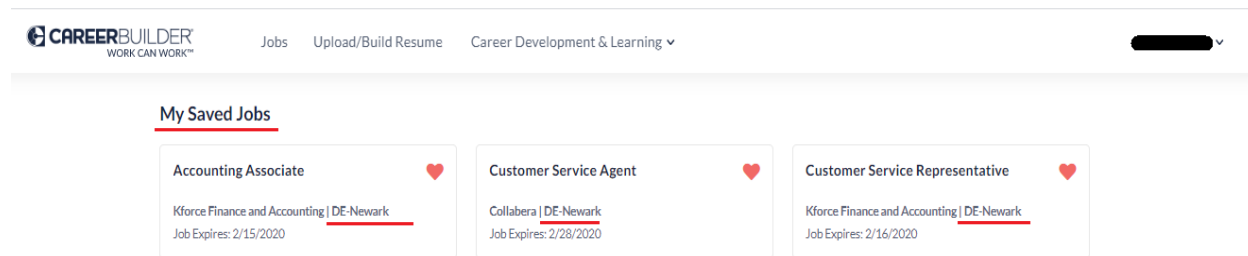 CAREERBUILDER®
WORK CAN WORK™
Jobs Upload/Build Resume Career Development & Learning
My Saved Jobs
Accounting Associate
Kforce Finance and Accounting | DE-Newark
Job Expires: 2/15/2020
Customer Service Agent
Collabera | DE-Newark
Job Expires: 2/28/2020
Customer Service Representative
Kforce Finance and Accounting | DE-Newark
Job Expires: 2/16/2020